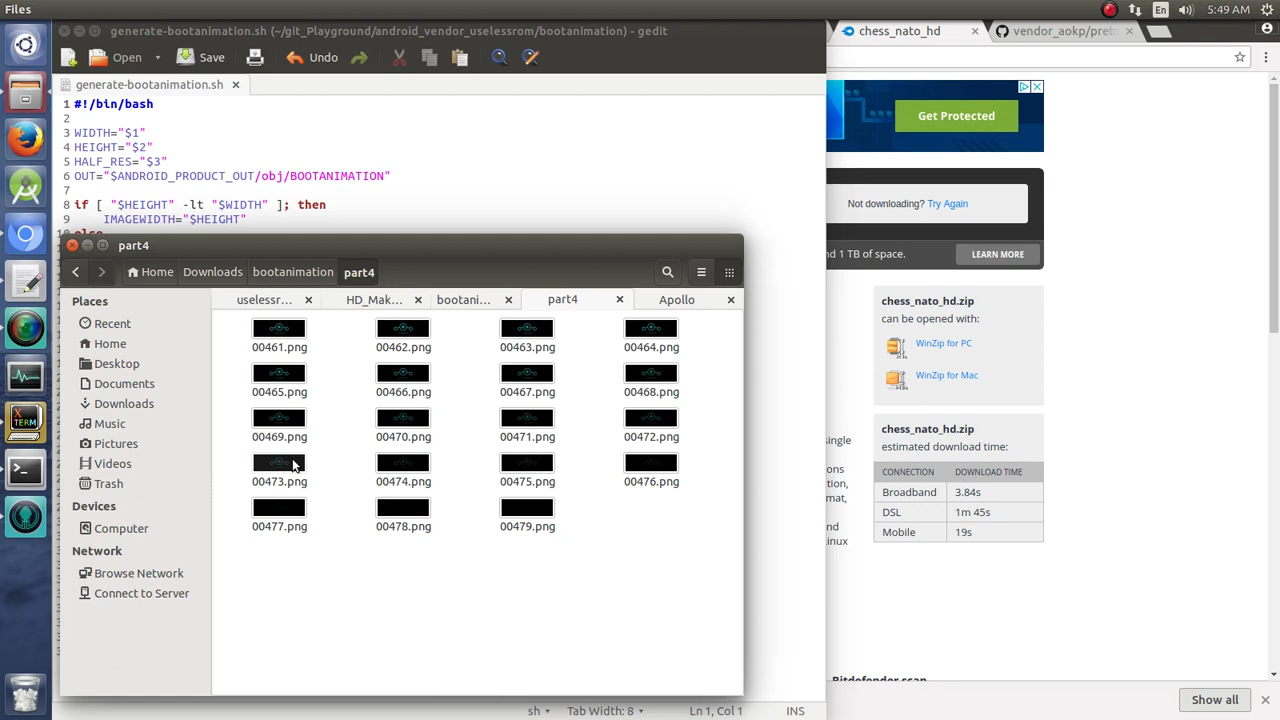 Files
En
5:49 AM
generate-bootanimation.sh (~/git_Playground/android_vendor_uselessrom/bootanimation) - gedit
Open
Save
Undo
generate-bootanimation.sh
1 #!/bin/bash
2
3 WIDTH="$1"
4 HEIGHT="$2"
5 HALF_RES="$3"
6 OUT="$ANDROID_PRODUCT_OUT/obj/BOOTANIMATION"
7
8 if [ "$HEIGHT" -lt "$WIDTH" ]; then
9 IMAGEWIDTH="$HEIGHT"
part4
Home
Downloads
bootanimation
part4
Places
Recent
Home
Desktop
Documents
Downloads
Music
Pictures
Videos
Trash
Devices
Computer
Network
Browse Network
Connect to Server
uselessr...
HD_Mak...
bootani...
part4
Apollo
00461.png
00462.png
00463.png
00464.png
00465.png
00466.png
00467.png
00468.png
00469.png
00470.png
00471.png
00472.png
00473.png
00474.png
00475.png
00476.png
00477.png
00478.png
00479.png
sh
Tab Width: 8
Ln 1, Col 1
INS
chess_nato_hd
vendor_aokp/preb
Get Protected
Not downloading? Try Again
d 1 TB of space.
LEARN MORE
chess_nato_hd.zip
can be opened with:
WinZip for PC
WinZip for Mac
chess_nato_hd.zip
estimated download time:
CONNECTION DOWNLOAD TIME
Broadband 3.84s
DSL 1m 45s
Mobile 19s
Bitdefender scan
Show all
XTERM